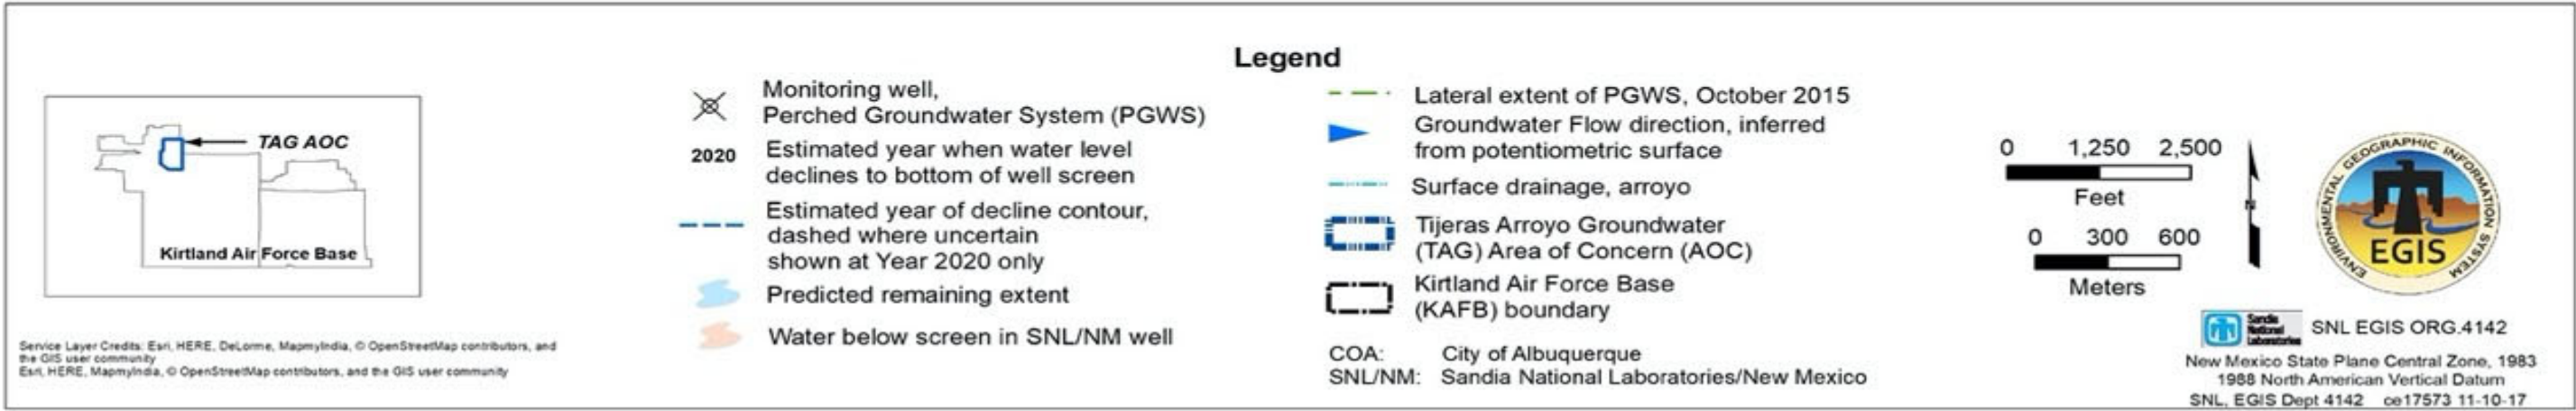 Legend
TAG AOC
Kirtland Air Force Base
Service Layer Credits: Esri, HERE, DeLorme, MapmyIndia, © OpenStreetMap contributors, and
the GIS user community
Esri, HERE, MapmyIndia, © OpenStreetMap contributors, and the GIS user community
Monitoring well,
Perched Groundwater System (PGWS)
2020
Estimated year when water level
declines to bottom of well screen
Estimated year of decline contour,
dashed where uncertain
shown at Year 2020 only
Predicted remaining extent
Water below screen in SNL/NM well
Lateral extent of PGWS, October 2015
Groundwater Flow direction, inferred
from potentiometric surface
Surface drainage, arroyo
Tijeras Arroyo Groundwater
(TAG) Area of Concern (AOC)
Kirtland Air Force Base
(KAFB) boundary
COA: City of Albuquerque
SNL/NM: Sandia National Laboratories/New Mexico
0 1,250 2,500
Feet
0 300 600
Meters
N
ENVIRONMENTAL GEOGRAPHIC INFORMATION SYSTEM
EGIS
Sandia
National
Laboratories
SNL EGIS ORG.4142
New Mexico State Plane Central Zone, 1983
1988 North American Vertical Datum
SNL, EGIS Dept 4142 ce17573 11-10-17